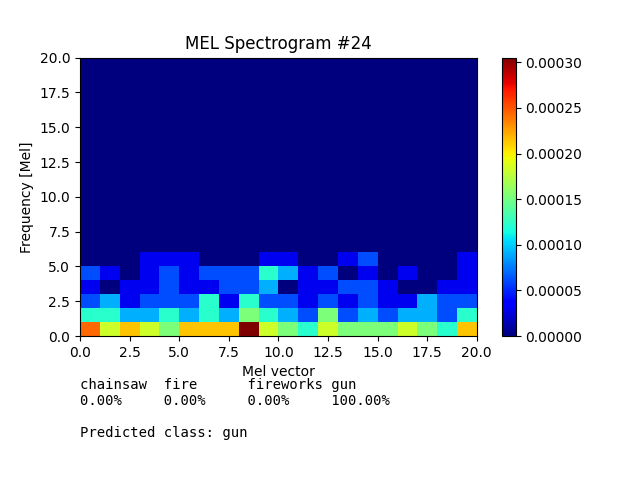 MEL Spectrogram #24
20.0
17.5
15.0
12.5
10.0
7.5
5.0
2.5
0.0
Frequency [Mel]
0.0 2.5 5.0 7.5 10.0 12.5 15.0 17.5 20.0
Mel vector
0.00030
0.00025
0.00020
0.00015
0.00010
0.00005
0.00000
chainsaw fire fireworks gun
0.00% 0.00% 0.00% 100.00%
Predicted class: gun